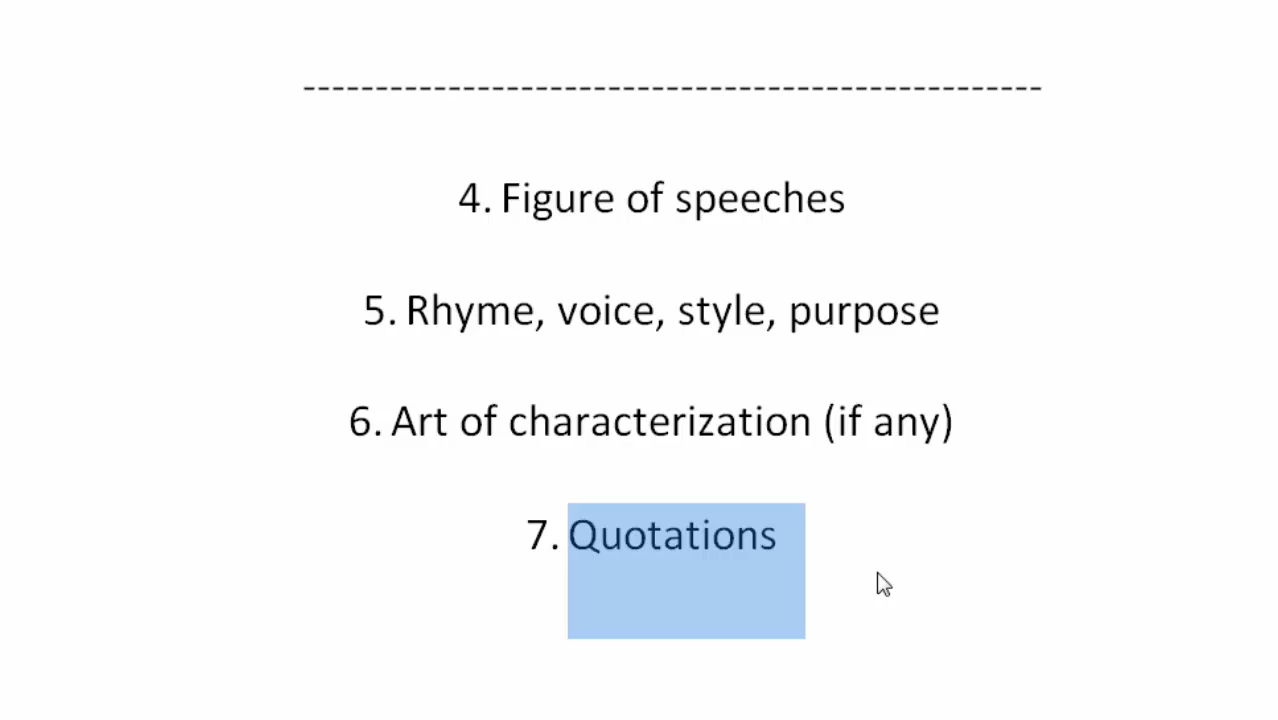 ---------------------------------------------------
4. Figure of speeches
5. Rhyme, voice, style, purpose
6. Art of characterization (if any)
7. Quotations